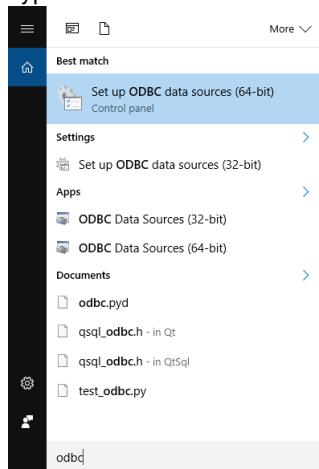 More
Best match
Set up ODBC data sources (64-bit)
Control panel
Settings
Set up ODBC data sources (32-bit)
Apps
ODBC Data Sources (32-bit)
ODBC Data Sources (64-bit)
Documents
odbc.pyd
qsql_odbc.h - in Qt
qsql_odbc.h - in QtSql
test_odbc.py
odbc